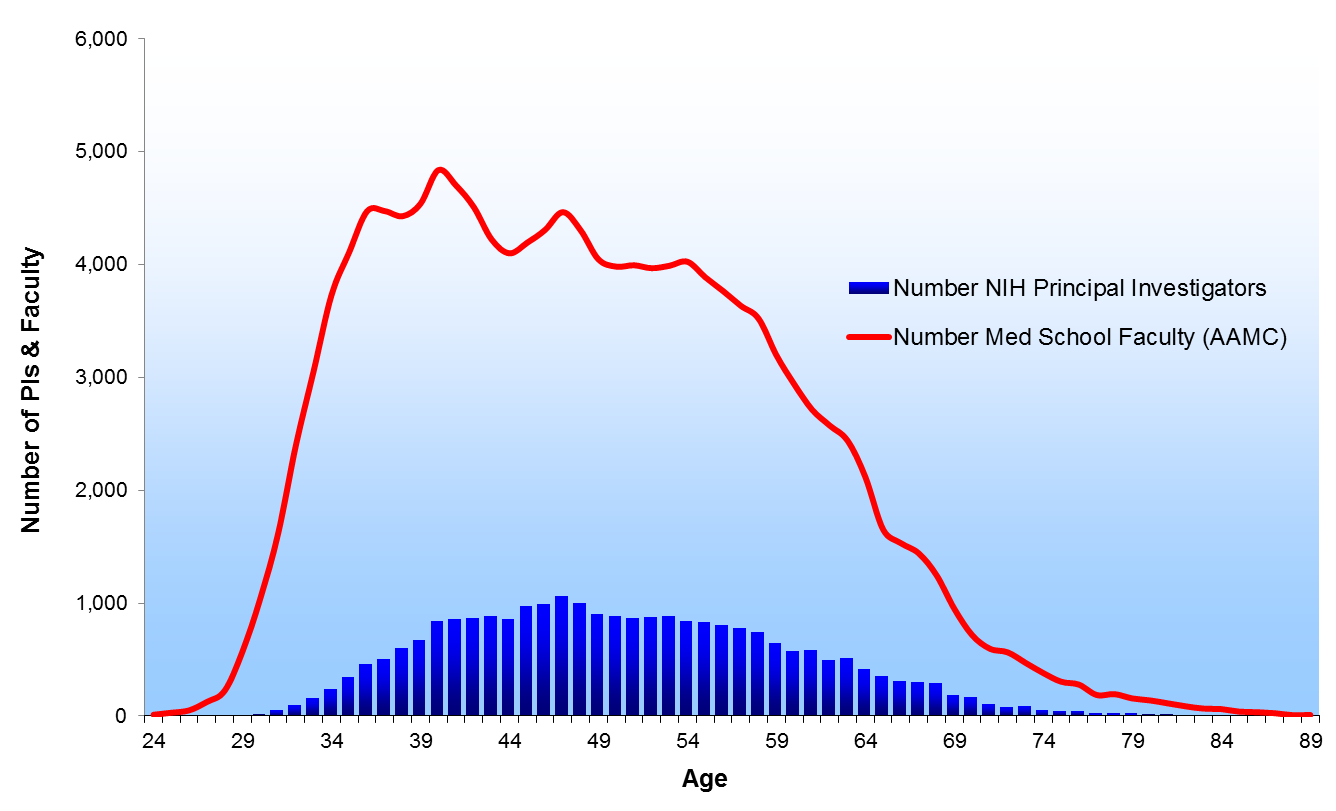 6,000
5,000
4,000
3,000
2,000
1,000
0
Number of PIs & Faculty
Number NIH Principal Investigators
Number Med School Faculty (AAMC)
24 29 34 39 44 49 54 59 64 69 74 79 84 89
Age